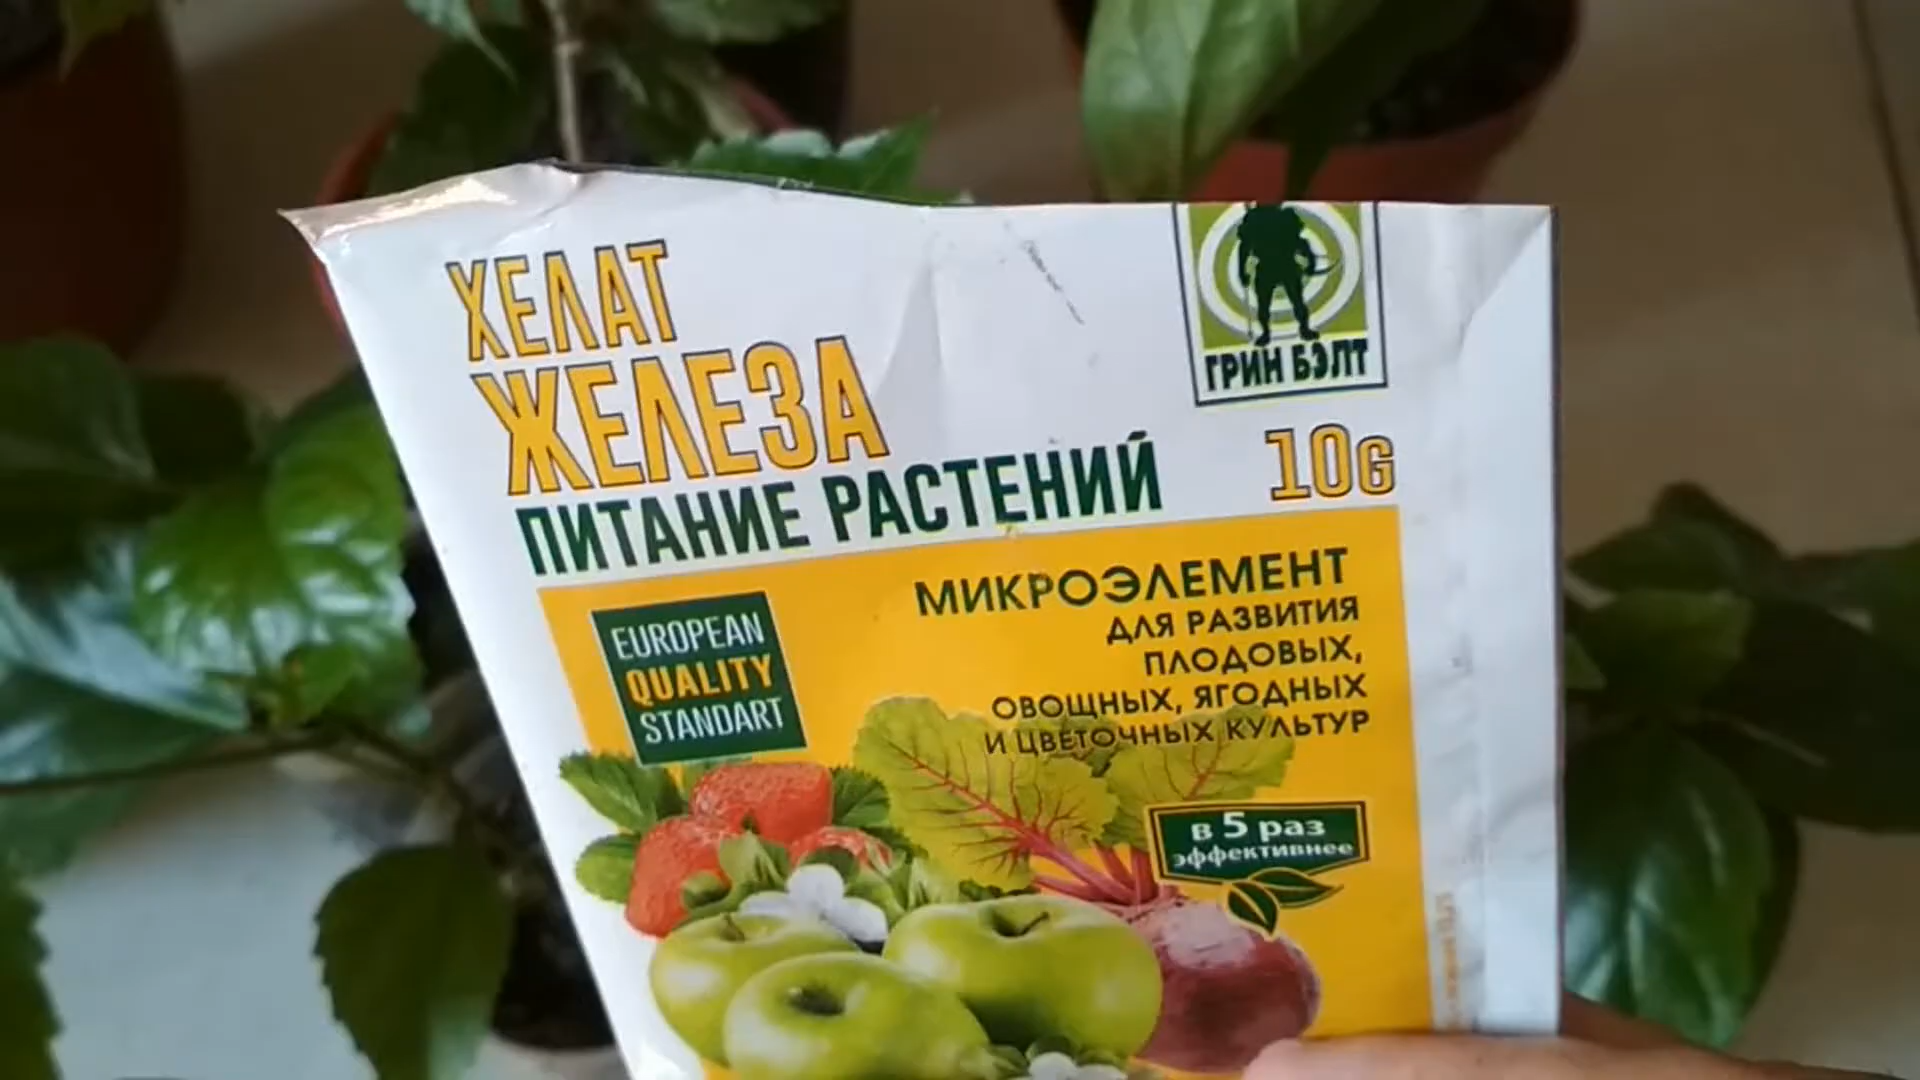 ХЕЛАТ
ЖЕЛЕЗА
ПИТАНИЕ РАСТЕНИЙ
ГРИН БЭЛТ
10G
EUROPEAN
QUALITY
STANDART
МИКРОЭЛЕМЕНТ
ДЛЯ РАЗВИТИЯ
ПЛОДОВЫХ,
ОВОЩНЫХ, ЯГОДНЫХ
И ЦВЕТОЧНЫХ КУЛЬТУР
в 5 раз
эффективнее